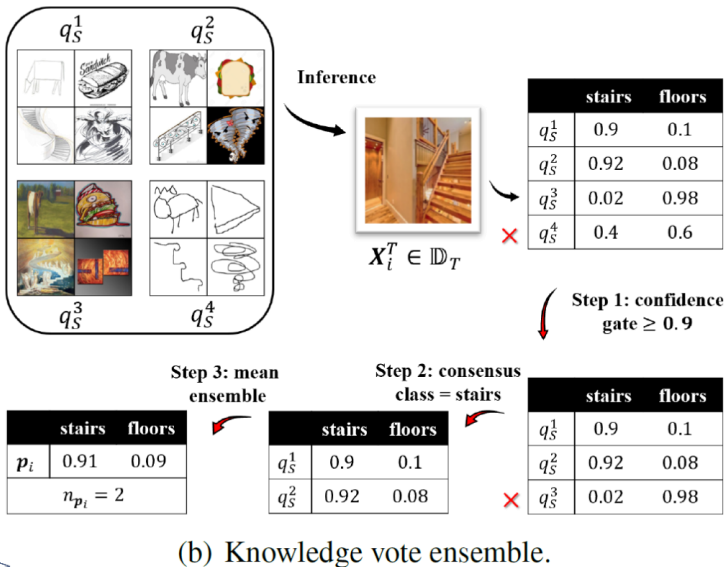 q_S^1 q_S^2
Sandwich
q_S^3 q_S^4
Inference
X_i^T ∈ 𝔻_T
stairs floors
q_S^1 0.9 0.1
q_S^2 0.92 0.08
q_S^3 0.02 0.98
q_S^4 0.4 0.6
Step 1: confidence
gate ≥ 0.9
stairs floors
q_S^1 0.9 0.1
q_S^2 0.92 0.08
q_S^3 0.02 0.98
Step 2: consensus
class = stairs
stairs floors
q_S^1 0.9 0.1
q_S^2 0.92 0.08
Step 3: mean
ensemble
stairs floors
p_i 0.91 0.09
n_{p_i} = 2
(b) Knowledge vote ensemble.